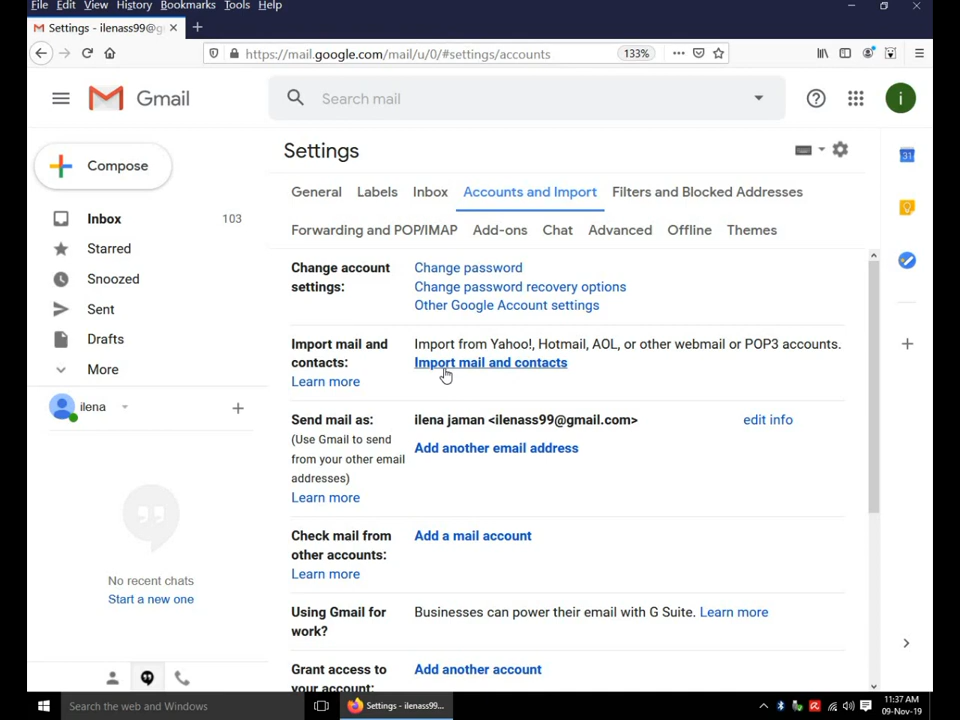 File Edit View History Bookmarks Tools Help
Settings - ilenass99@g
https://mail.google.com/mail/u/0/#settings/accounts 133%
Gmail
Search mail
i
Compose
Inbox 103
Starred
Snoozed
Sent
Drafts
More
ilena
No recent chats
Start a new one
Settings
General Labels Inbox Accounts and Import Filters and Blocked Addresses
Forwarding and POP/IMAP Add-ons Chat Advanced Offline Themes
Change account settings:
Change password
Change password recovery options
Other Google Account settings
Import mail and contacts:
Learn more
Import from Yahoo!, Hotmail, AOL, or other webmail or POP3 accounts.
Import mail and contacts
Send mail as:
(Use Gmail to send
from your other email
addresses)
Learn more
ilena jaman <ilenass99@gmail.com> edit info
Add another email address
Check mail from
other accounts:
Learn more
Add a mail account
Using Gmail for
work?
Businesses can power their email with G Suite. Learn more
Grant access to
your account:
Add another account
31
Search the web and Windows
Settings - ilenass99...
11:37 AM
09-Nov-19